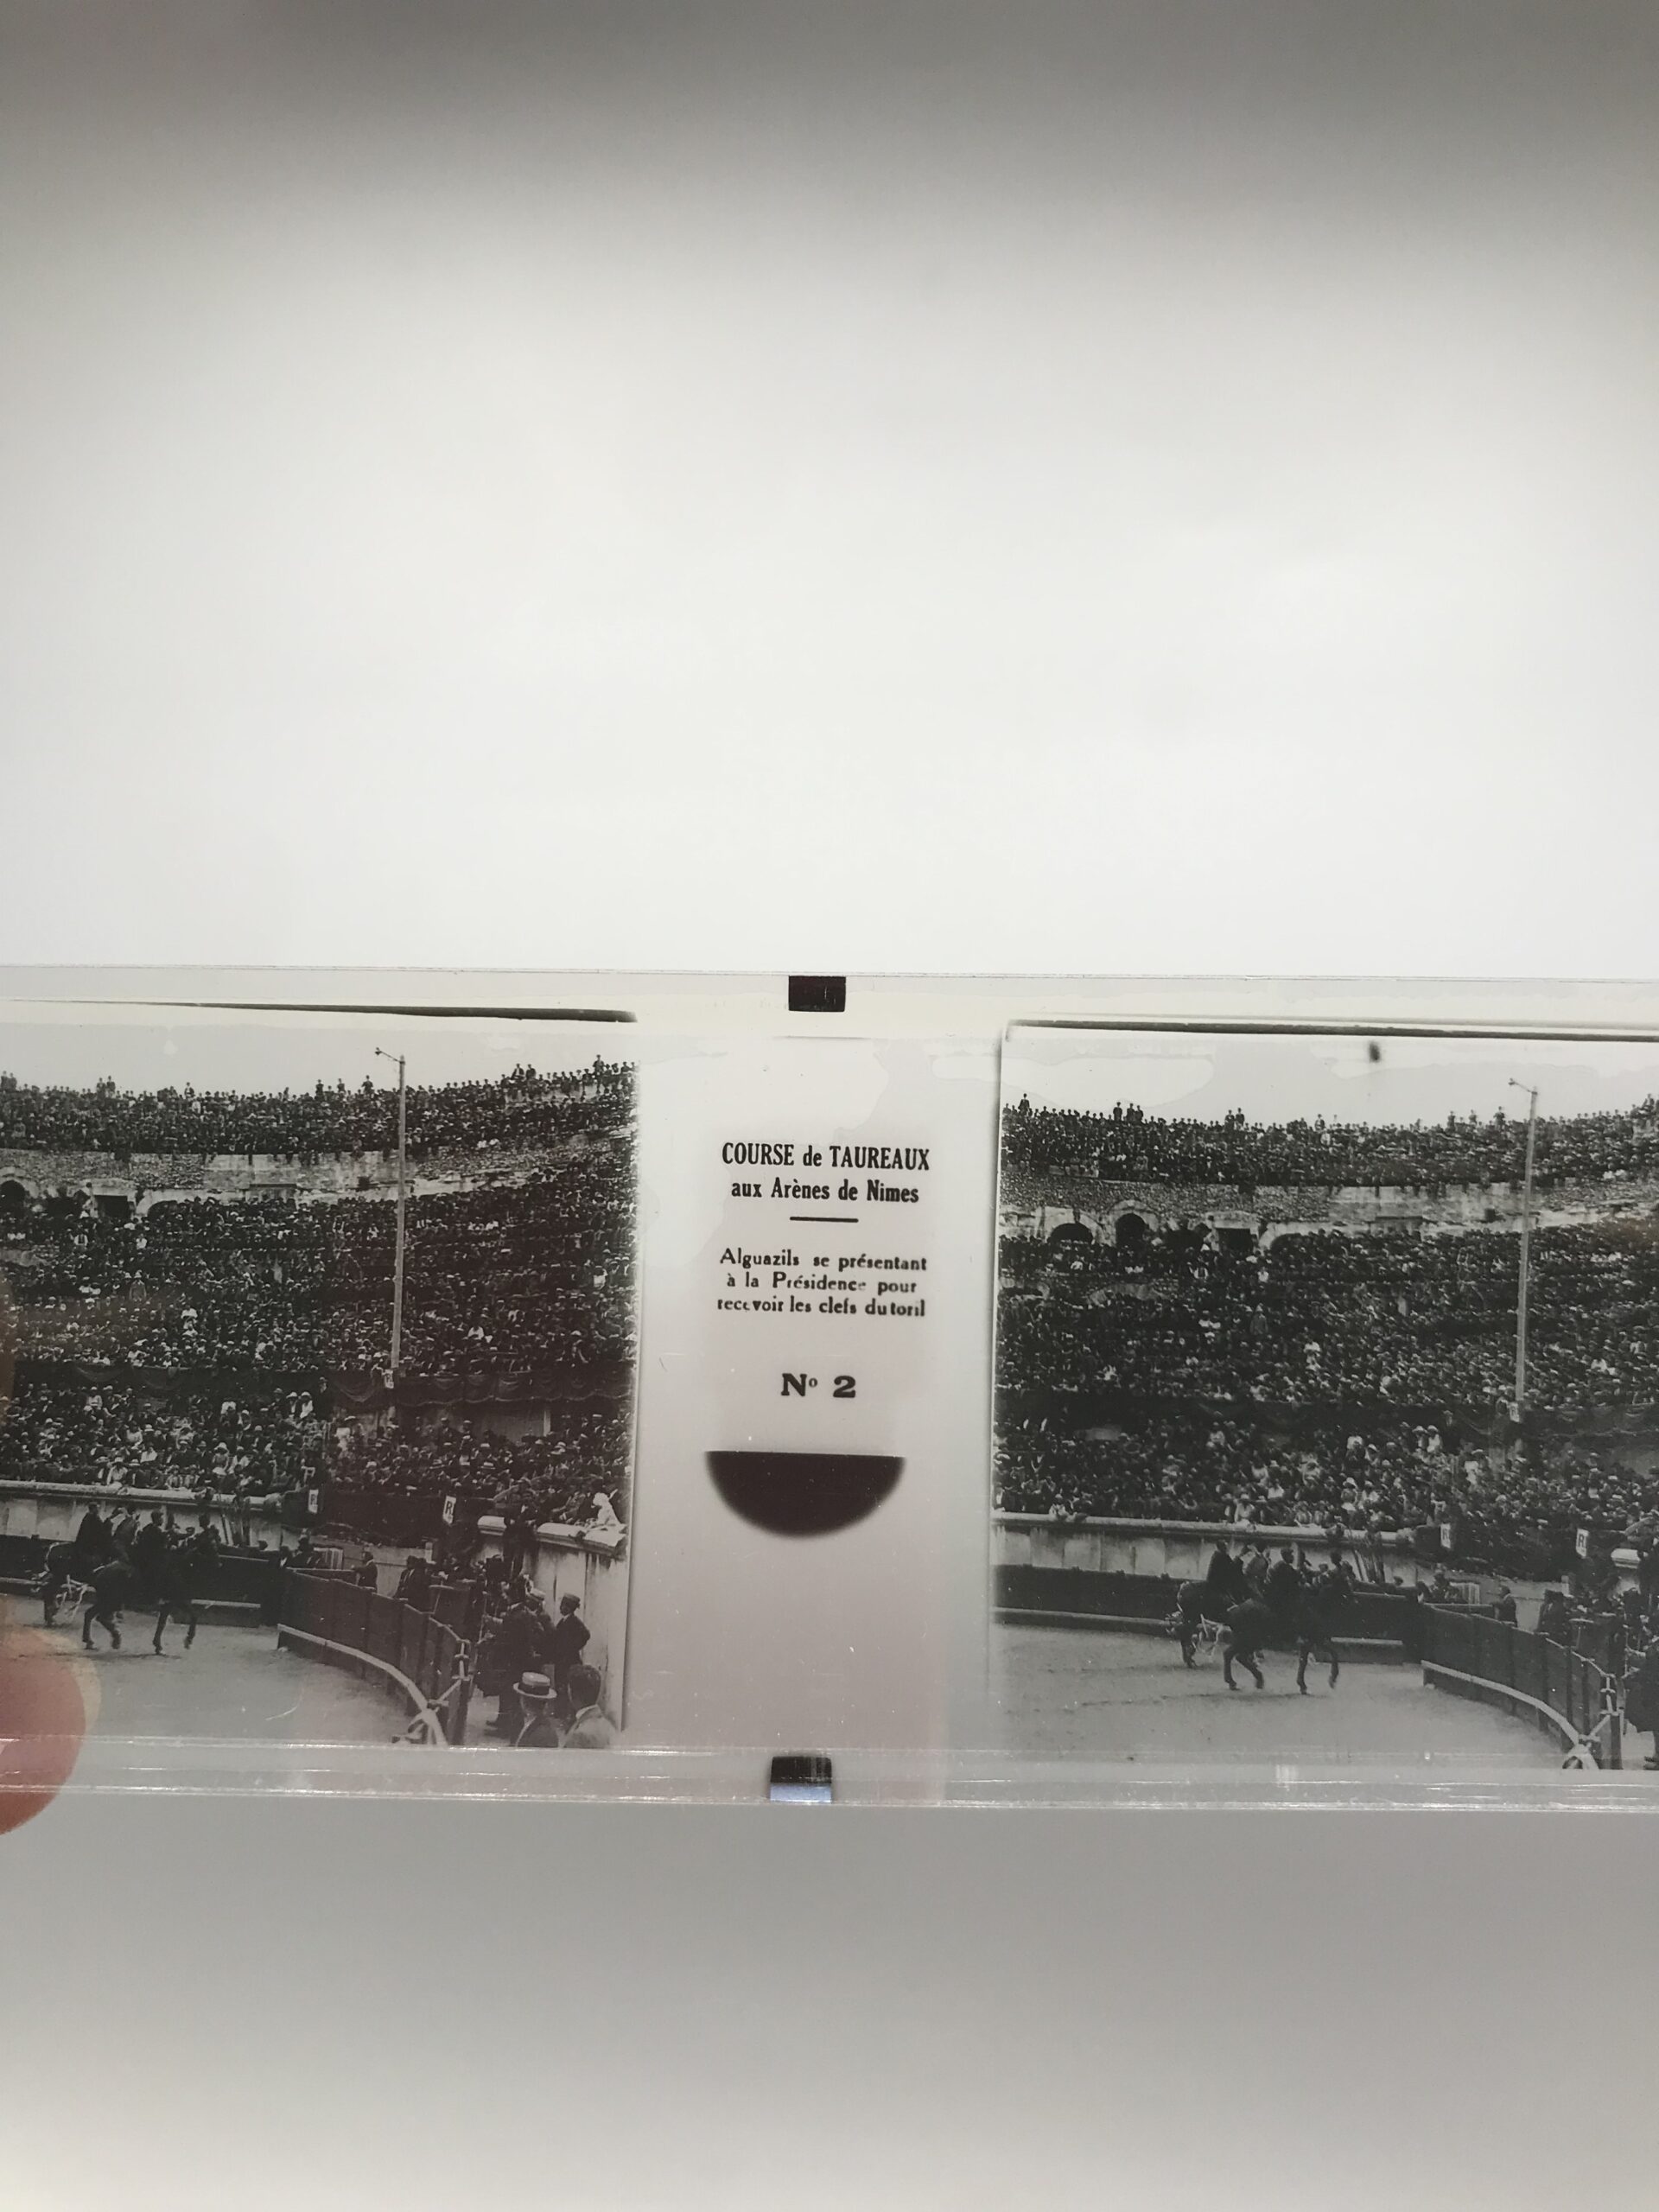 COURSE de TAUREAUX
aux Arènes de Nimes
Alguazils se présentant
à la Présidence pour
recevoir les clefs du toril
Nº 2
R
R